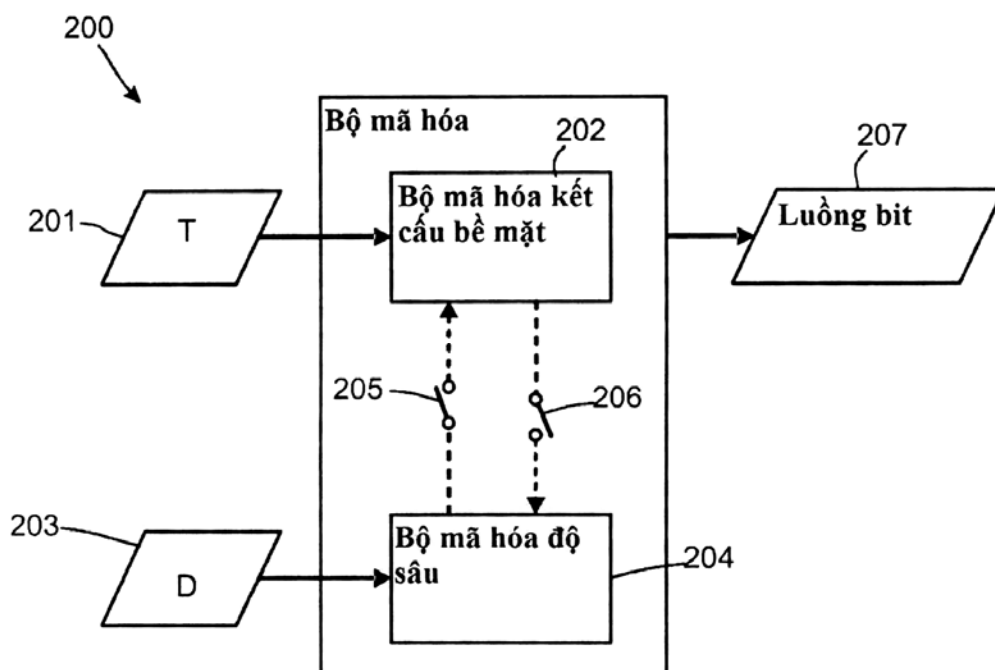 200
Bộ mã hóa
202
207
Bộ mã hóa kết
cấu bề mặt
Luồng bit
201
T
205
206
203
D
Bộ mã hóa độ
sâu
204